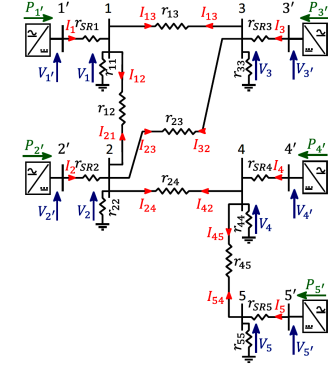 P1′ 1′ 1 3 3′ P3′
I1 rSR1 I13 r13 I13 rSR3 I3
V1′ V1 r11 I12 r33 V3 V3′
r12
P2′ 2′ I21 r23 P4′
I2 rSR2 2 I23 I32 4 rSR4 4′ I4
V2′ V2 r22 r24 r44 V4 V4′
I24 I42
I45
r45
P5′
I54 5 rSR5 5′ I5
r55 V5 V5′